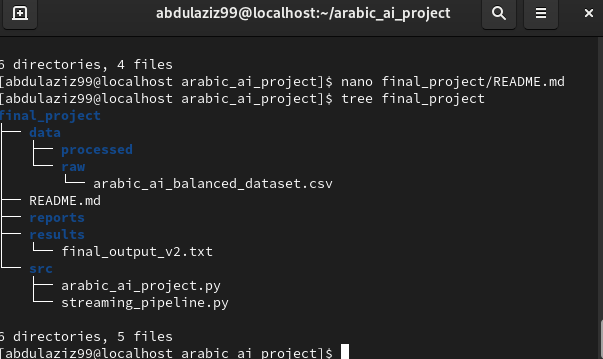 abdulaziz99@localhost:~/arabic_ai_project
6 directories, 4 files
[abdulaziz99@localhost arabic_ai_project]$ nano final_project/README.md
[abdulaziz99@localhost arabic_ai_project]$ tree final_project
final_project
├── data
│   ├── processed
│   └── raw
│       └── arabic_ai_balanced_dataset.csv
├── README.md
├── reports
├── results
│   └── final_output_v2.txt
└── src
    ├── arabic_ai_project.py
    └── streaming_pipeline.py
6 directories, 5 files
[abdulaziz99@localhost arabic_ai_project]$